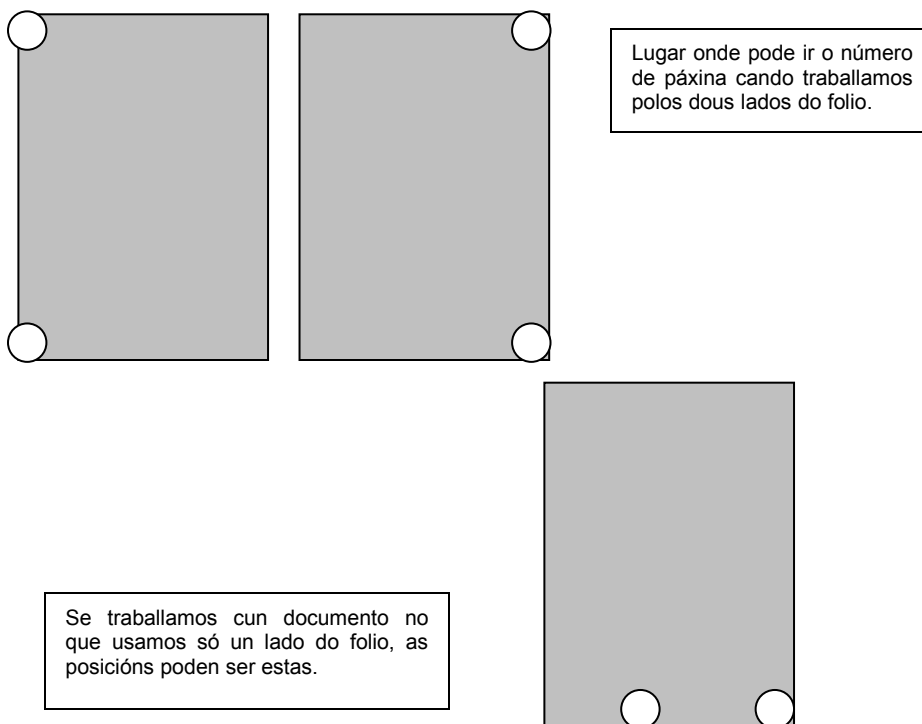 Lugar onde pode ir o número
de páxina cando traballamos
polos dous lados do folio.
Se traballamos cun documento no
que usamos só un lado do folio, as
posicións poden ser estas.